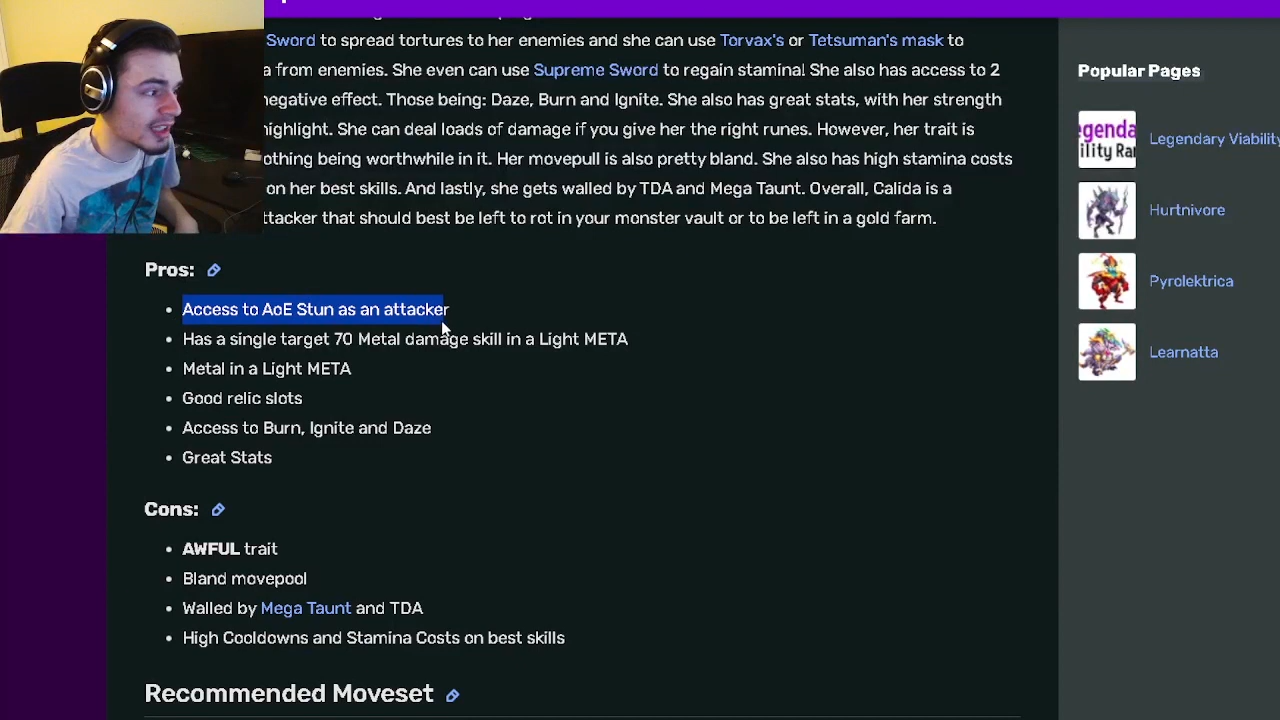 Sword to spread tortures to her enemies and she can use Torvax's or Tetsuman's mask to
a from enemies. She even can use Supreme Sword to regain stamina! She also has access to 2
negative effect. Those being: Daze, Burn and Ignite. She also has great stats, with her strength
highlight. She can deal loads of damage if you give her the right runes. However, her trait is
othing being worthwhile in it. Her movepull is also pretty bland. She also has high stamina costs
on her best skills. And lastly, she gets walled by TDA and Mega Taunt. Overall, Calida is a
ttacker that should best be left to rot in your monster vault or to be left in a gold farm.
Pros:
Access to AoE Stun as an attacker
Has a single target 70 Metal damage skill in a Light META
Metal in a Light META
Good relic slots
Access to Burn, Ignite and Daze
Great Stats
Cons:
AWFUL trait
Bland movepool
Walled by Mega Taunt and TDA
High Cooldowns and Stamina Costs on best skills
Recommended Moveset
Popular Pages
egenda
ility Ran
Legendary Viability
Hurtnivore
Pyrolektrica
Learnatta